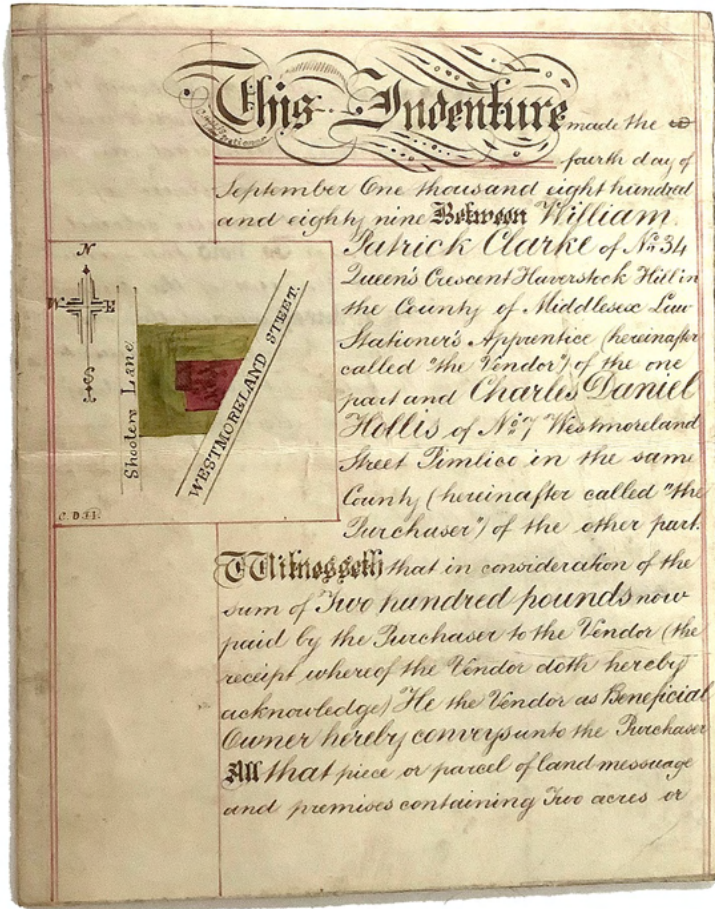 This Indenture made the
fourth day of
September One thousand eight hundred
and eighty nine Between William
Patrick Clarke of No. 34
Queen's Crescent Haverstock Hill in
the County of Middlesex Law
Stationer's Apprentice (hereinafter
called "the Vendor") of the one
part and Charles Daniel
Hollis of No. 7 Westmoreland
Street Pimlico in the same
County (hereinafter called "the
Purchaser") of the other part.
Witnesseth that in consideration of the
sum of Two hundred pounds now
paid by the Purchaser to the Vendor (the
receipt whereof the Vendor doth hereby
acknowledge) He the Vendor as Beneficial
Owner hereby conveys unto the Purchaser
All that piece or parcel of land messuage
and premises containing Two acres or
N
W E
S
Shooters Lane
WESTMORELAND STEET.
C.D.H.